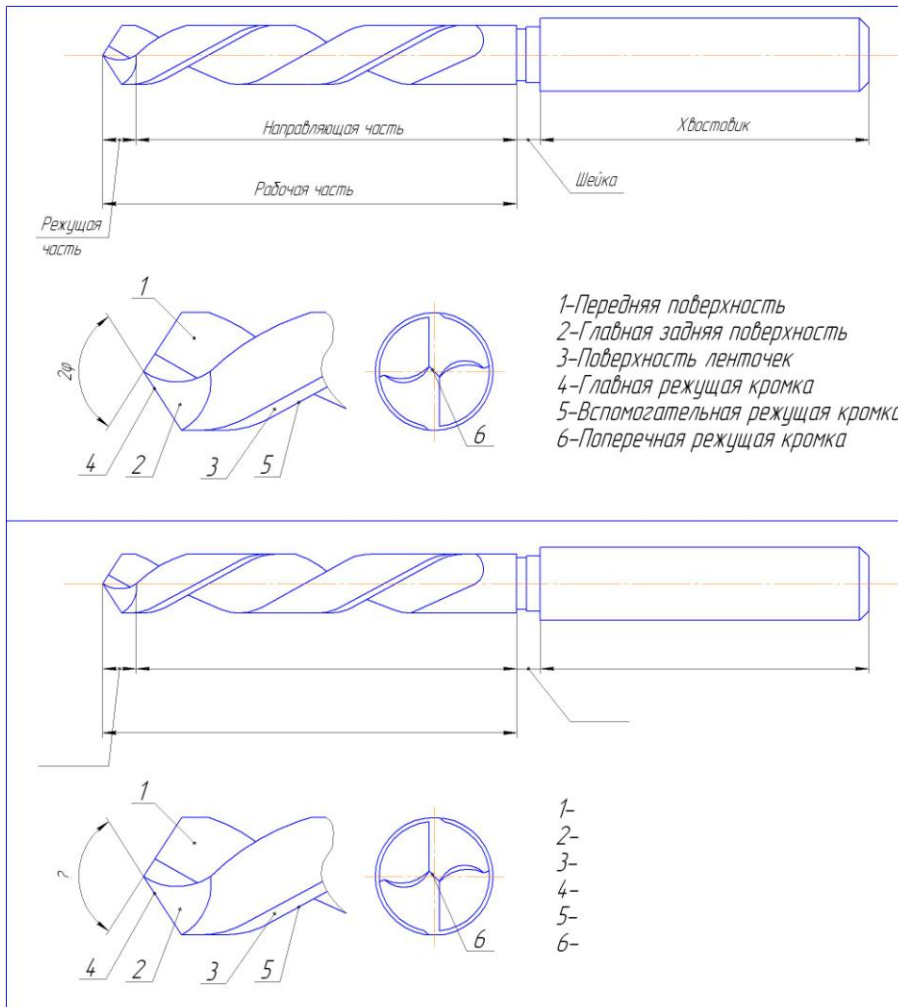 Направляющая часть
Хвостовик
Рабочая часть
Шейка
Режущая
часть
1
2φ
4
2
3
5
6
1-Передняя поверхность
2-Главная задняя поверхность
3-Поверхность ленточек
4-Главная режущая кромка
5-Вспомогательная режущая кромка
6-Поперечная режущая кромка
1
?
4
2
3
5
6
1-
2-
3-
4-
5-
6-